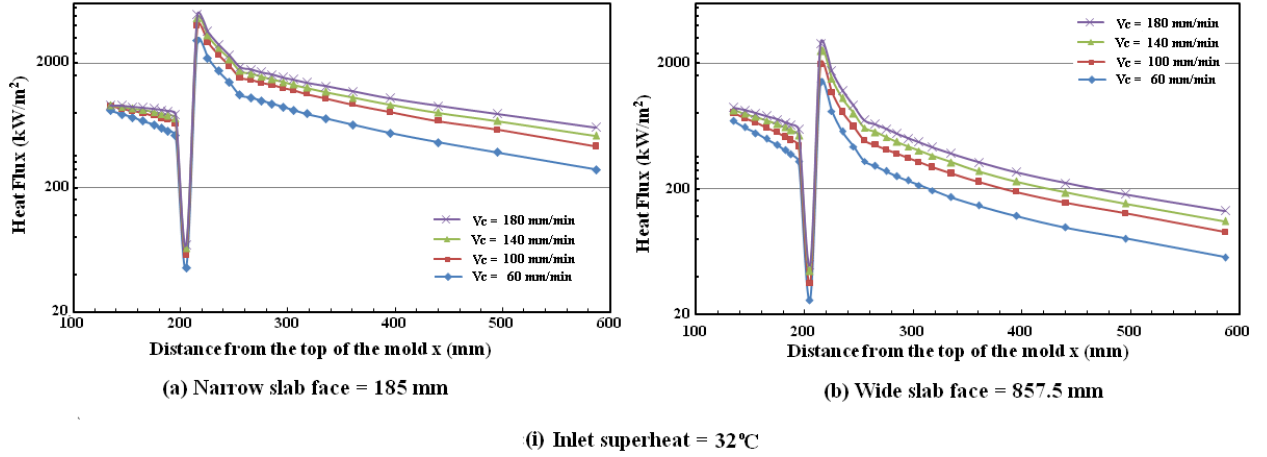 Heat Flux (kW/m²)
2000
200
20
Vc = 180 mm/min
Vc = 140 mm/min
Vc = 100 mm/min
Vc = 60 mm/min
100 200 300 400 500 600
Distance from the top of the mold x (mm)
(a) Narrow slab face = 185 mm
Heat Flux (kW/m²)
2000
200
20
Vc = 180 mm/min
Vc = 140 mm/min
Vc = 100 mm/min
Vc = 60 mm/min
100 200 300 400 500 600
Distance from the top of the mold x (mm)
(b) Wide slab face = 857.5 mm
(i) Inlet superheat = 32℃